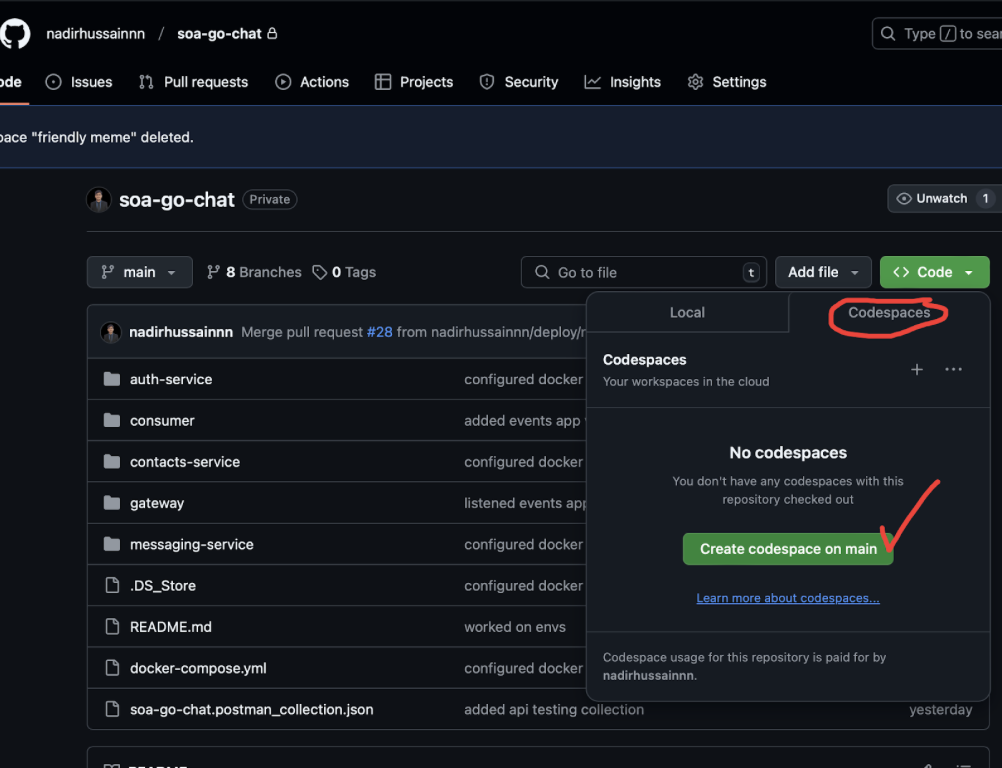 nadirhussainnn / soa-go-chat
Type / to sear
ode Issues Pull requests Actions Projects Security Insights Settings
pace "friendly meme" deleted.
soa-go-chat Private
Unwatch 1
main 8 Branches 0 Tags
Go to file t
Add file
<> Code
nadirhussainnn Merge pull request #28 from nadirhussainnn/deploy/r
auth-service configured docker
consumer added events app
contacts-service configured docker
gateway listened events app
messaging-service configured docker
.DS_Store configured docker
README.md worked on envs
docker-compose.yml configured docker
soa-go-chat.postman_collection.json added api testing collection yesterday
Local Codespaces
Codespaces
Your workspaces in the cloud
No codespaces
You don't have any codespaces with this
repository checked out
Create codespace on main
Learn more about codespaces...
Codespace usage for this repository is paid for by
nadirhussainnn.